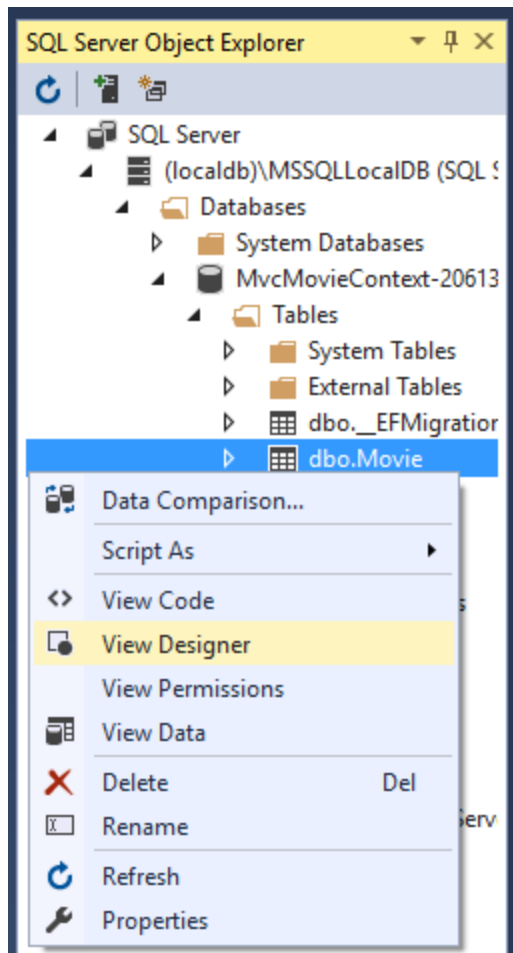 SQL Server Object Explorer
SQL Server
(localdb)\MSSQLLocalDB (SQL S
Databases
System Databases
MvcMovieContext-20613
Tables
System Tables
External Tables
dbo.__EFMigration
dbo.Movie
Data Comparison...
Script As
View Code
View Designer
View Permissions
View Data
Delete Del
Rename
Refresh
Properties